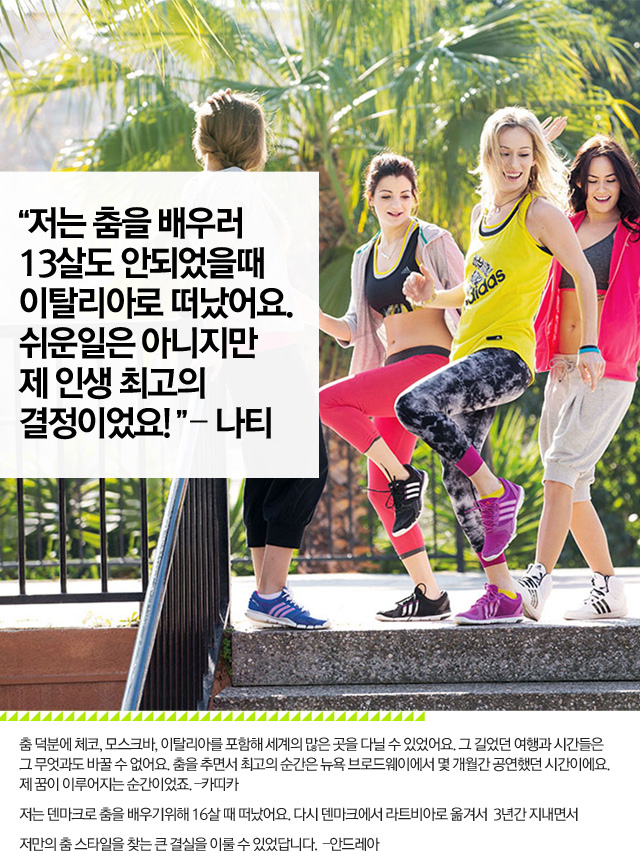 “저는 춤을 배우러
13살도 안되었을때
이탈리아로 떠났어요.
쉬운일은 아니지만
제 인생 최고의
결정이었요! ”– 나티
adidas
춤 덕분에 체코, 모스크바, 이탈리아를 포함해 세계의 많은 곳을 다닐 수 있었어요. 그 길었던 여행과 시간들은
그 무엇과도 바꿀 수 없어요. 춤을 추면서 최고의 순간은 뉴욕 브로드웨이에서 몇 개월간 공연했던 시간이에요.
제 꿈이 이루어지는 순간이었죠. –카띠카
저는 덴마크로 춤을 배우기위해 16살 때 떠났어요. 다시 덴마크에서 라트비아로 옮겨서 3년간 지내면서
저만의 춤 스타일을 찾는 큰 결실을 이룰 수 있었답니다. –안드레아